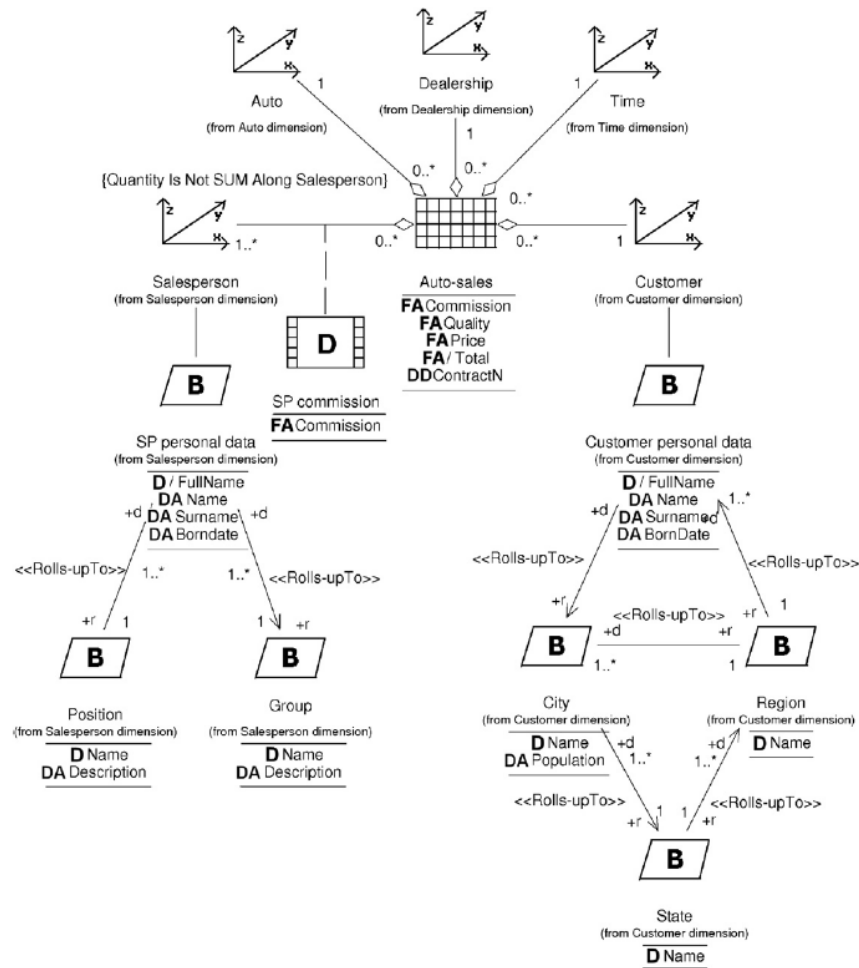 z y x
z y x
z y x
Auto
(from Auto dimension)
1
Dealership
(from Dealership dimension)
1
Time
(from Time dimension)
1
0..*
0..*
0..*
{Quantity Is Not SUM Along Salesperson}
z y x
1..*
0..*
0..*
1
z y x
Salesperson
(from Salesperson dimension)
Auto-sales
FA Commission
FA Quality
FA Price
FA / Total
DD ContractN
Customer
(from Customer dimension)
D
SP commission
FA Commission
B
SP personal data
(from Salesperson dimension)
D / FullName
DA Name
DA Surname
DA Borndate
B
Customer personal data
(from Customer dimension)
D / FullName
DA Name
DA Surname
DA BornDate
+d
+d
+d
+d
1..*
<<Rolls-upTo>>
1..*
1..*
<<Rolls-upTo>>
<<Rolls-upTo>>
<<Rolls-upTo>>
+r
1
1
+r
+r
<<Rolls-upTo>>
+r
1
B
B
B
+d
+r
1..*
1
B
Position
(from Salesperson dimension)
D Name
DA Description
Group
(from Salesperson dimension)
D Name
DA Description
City
(from Customer dimension)
D Name
DA Population
Region
(from Customer dimension)
D Name
+d
1..*
+d
1..*
<<Rolls-upTo>>
<<Rolls-upTo>>
+r
1
1
+r
B
State
(from Customer dimension)
D Name